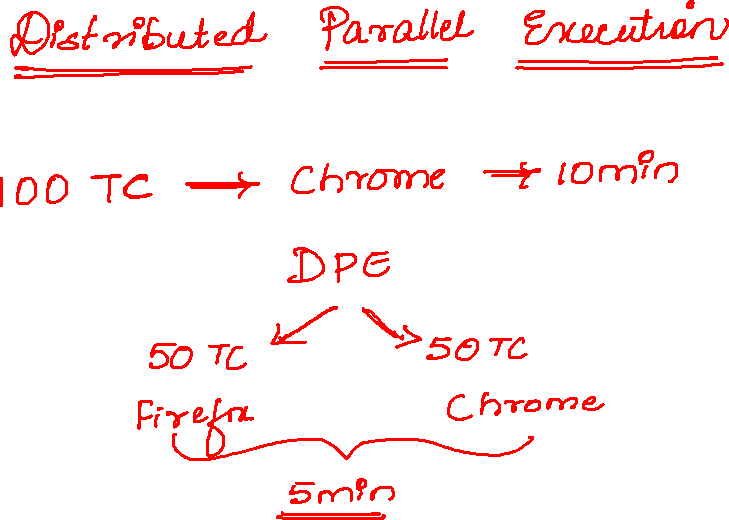 Distributed Parallel Execution
100 TC → Chrome → 10min
DPE
50 TC 50 TC
Firefox Chrome
5min